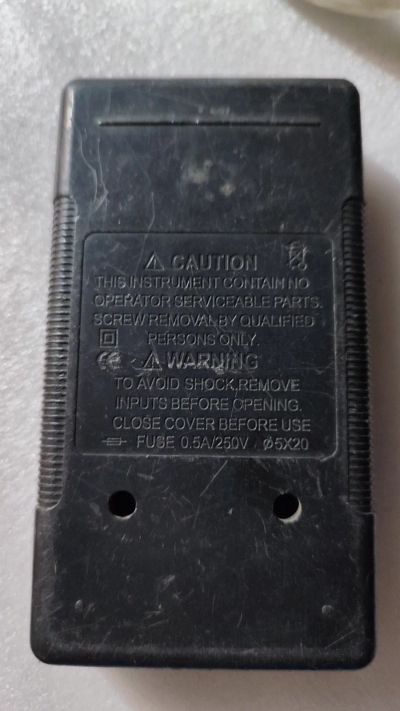 ⚠ CAUTION
THIS INSTRUMENT CONTAIN NO
OPERATOR SERVICEABLE PARTS.
SCREW REMOVAL BY QUALIFIED
PERSONS ONLY.
CE ⚠ WARNING
TO AVOID SHOCK,REMOVE
INPUTS BEFORE OPENING.
CLOSE COVER BEFORE USE
FUSE 0.5A/250V Ø5X20